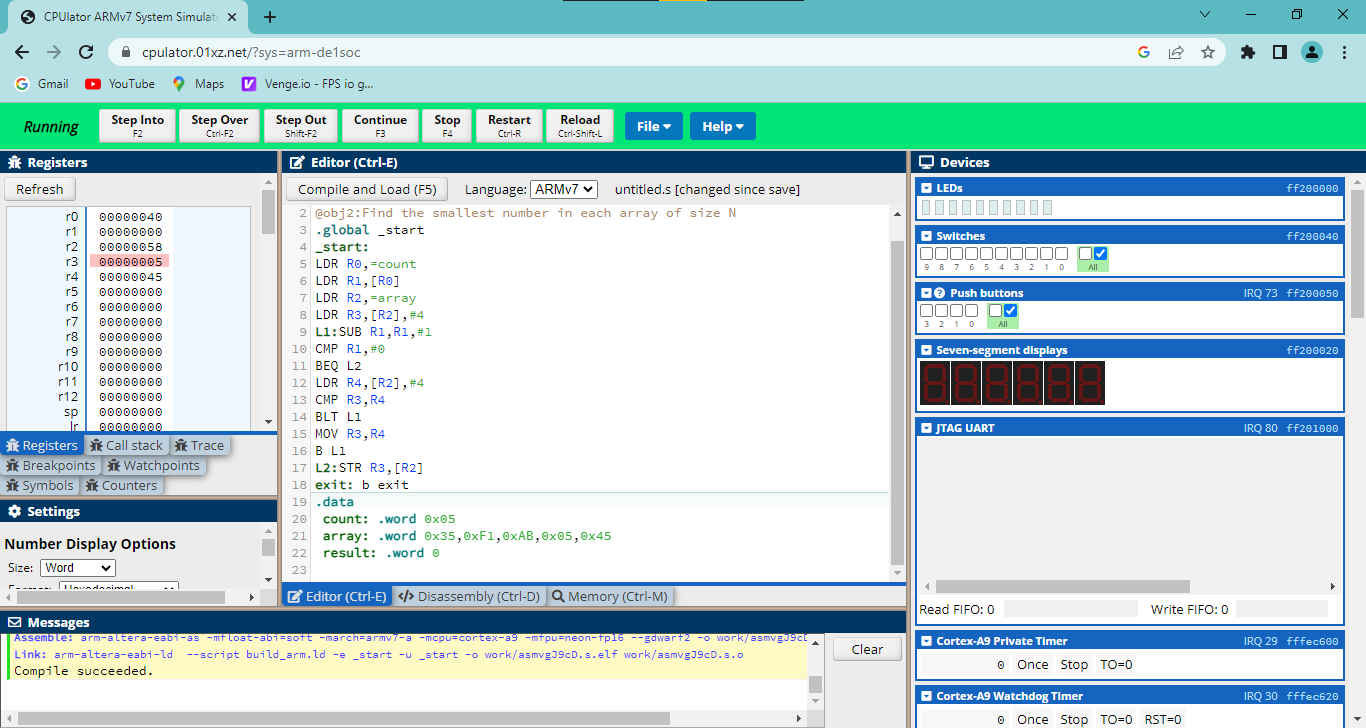 CPUlator ARMv7 System Simulato
cpulator.01xz.net/?sys=arm-de1soc
Gmail YouTube Maps Venge.io - FPS io g...
Running
Step Into
F2
Step Over
Ctrl-F2
Step Out
Shift-F2
Continue
F3
Stop
F4
Restart
Ctrl-R
Reload
Ctrl-Shift-L
File
Help
Registers
Refresh
r0 00000040
r1 00000000
r2 00000058
r3 00000005
r4 00000045
r5 00000000
r6 00000000
r7 00000000
r8 00000000
r9 00000000
r10 00000000
r11 00000000
r12 00000000
sp 00000000
lr 00000000
Registers Call stack Trace
Breakpoints Watchpoints
Symbols Counters
Settings
Number Display Options
Size: Word
Format: Hexadecimal
Editor (Ctrl-E)
Compile and Load (F5) Language: ARMv7 untitled.s [changed since save]
2 @obj2:Find the smallest number in each array of size N
3 .global _start
4 _start:
5 LDR R0,=count
6 LDR R1,[R0]
7 LDR R2,=array
8 LDR R3,[R2],#4
9 L1:SUB R1,R1,#1
10 CMP R1,#0
11 BEQ L2
12 LDR R4,[R2],#4
13 CMP R3,R4
14 BLT L1
15 MOV R3,R4
16 B L1
17 L2:STR R3,[R2]
18 exit: b exit
19 .data
20 count: .word 0x05
21 array: .word 0x35,0xF1,0xAB,0x05,0x45
22 result: .word 0
23
Editor (Ctrl-E) Disassembly (Ctrl-D) Memory (Ctrl-M)
Messages
Assemble: arm-altera-eabi-as -mfloat-abi=soft -march=armv7-a -mcpu=cortex-a9 -mfpu=neon-fp16 --gdwarf2 -o work/asmvgJ9cD
Link: arm-altera-eabi-ld --script build_arm.ld -e _start -u _start -o work/asmvgJ9cD.s.elf work/asmvgJ9cD.s.o
Compile succeeded.
Clear
Devices
LEDs ff200000
Switches ff200040
9 8 7 6 5 4 3 2 1 0 All
Push buttons IRQ 73 ff200050
3 2 1 0 All
Seven-segment displays ff200020
JTAG UART IRQ 80 ff201000
Read FIFO: 0 Write FIFO: 0
Cortex-A9 Private Timer IRQ 29 fffec600
0 Once Stop TO=0
Cortex-A9 Watchdog Timer IRQ 30 fffec620
0 Once Stop TO=0 RST=0